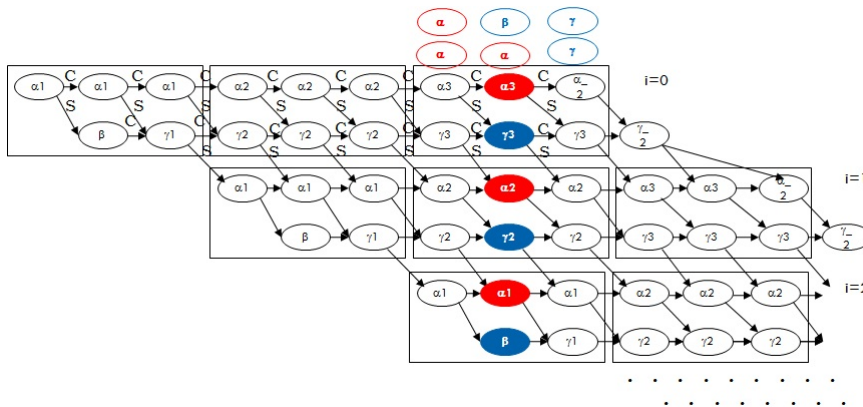 α β γ
α α γ
C C C C C C C C
α1 α1 α1 α2 α2 α2 α3 α3 α_2 i=0
S S S S S S S S
C C C C C
β γ1 γ2 γ2 γ2 γ3 γ3 γ3 γ_2
S S S S
α1 α1 α1 α2 α2 α2 α3 α3 α_2 i=1
β γ1 γ2 γ2 γ2 γ3 γ3 γ3 γ_2
α1 α1 α1 α2 α2 α2 i=2
β γ1 γ2 γ2 γ2
. . . . . . . . .
. . . . . . . .